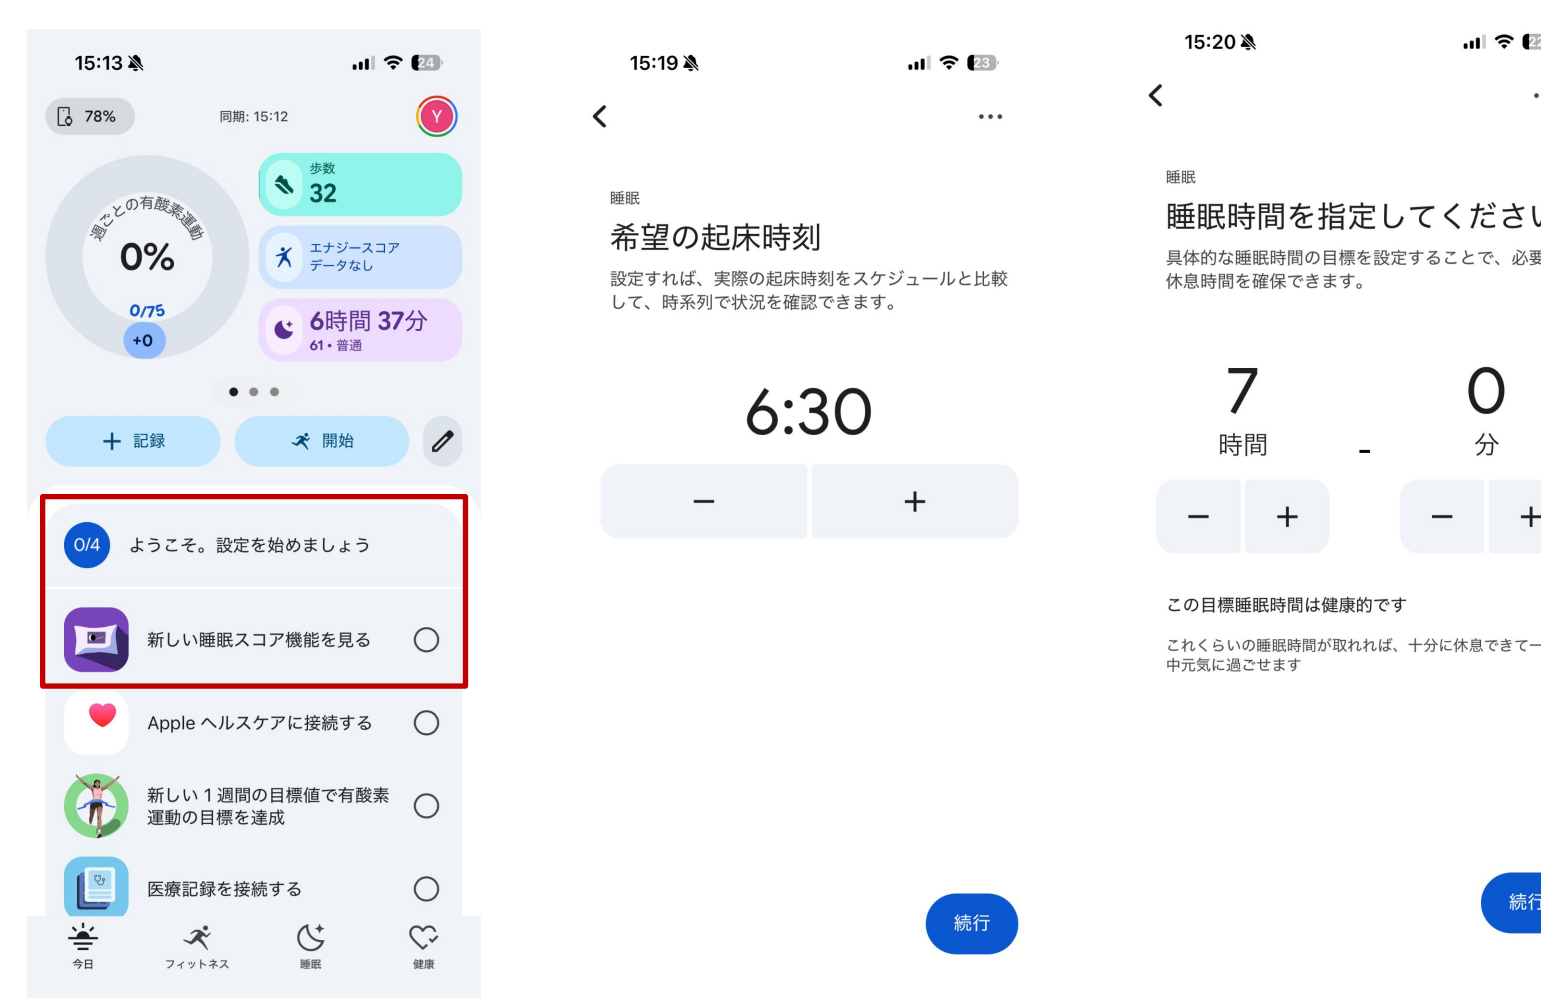 15:13
24
78%
同期: 15:12
Y
週ごとの有酸素運動
0%
0/75
+0
歩数
32
エナジースコア
データなし
6時間 37分
61・普通
記録
開始
0/4
ようこそ。設定を始めましょう
新しい睡眠スコア機能を見る
Apple ヘルスケアに接続する
新しい 1 週間の目標値で有酸素
運動の目標を達成
医療記録を接続する
今日
フィットネス
睡眠
健康
15:19
23
睡眠
希望の起床時刻
設定すれば、実際の起床時刻をスケジュールと比較
して、時系列で状況を確認できます。
6:30
− +
続行
15:20
22
睡眠
睡眠時間を指定してください
具体的な睡眠時間の目標を設定することで、必要
休息時間を確保できます。
7 0
時間 - 分
− + − +
この目標睡眠時間は健康的です
これくらいの睡眠時間が取れれば、十分に休息できて一
中元気に過ごせます
続行